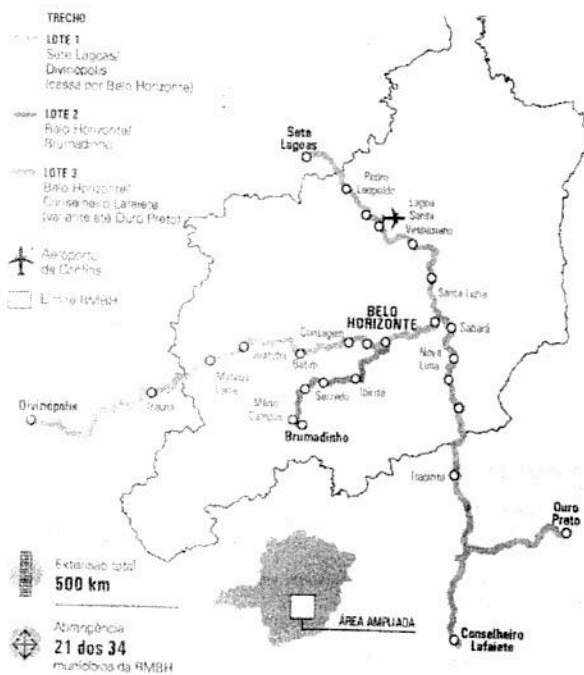 TRECHO
LOTE 1
Sete Lagoas/
Divinópolis
(passa por Belo Horizonte)
LOTE 2
Belo Horizonte/
Brumadinho
LOTE 3
Belo Horizonte/
Conselheiro Lafaiete
(variante até Ouro Preto)
Aeroporto
de Confins
Limite RMBH
Sete
Lagoas
Pedro
Leopoldo
Lagoa
Santa
Vespasiano
Santa Luzia
BELO
HORIZONTE
Sabará
Contagem
Nova
Lima
Betim
Juatuba
Mateus
Leme
Ibirité
Sarzedo
Mário
Campos
Itaúna
Divinópolis
Brumadinho
Itabirito
Ouro
Preto
Extensão total
500 km
Abrangência
21 dos 34
municípios da RMBH
ÁREA AMPLIADA
Conselheiro
Lafaiete